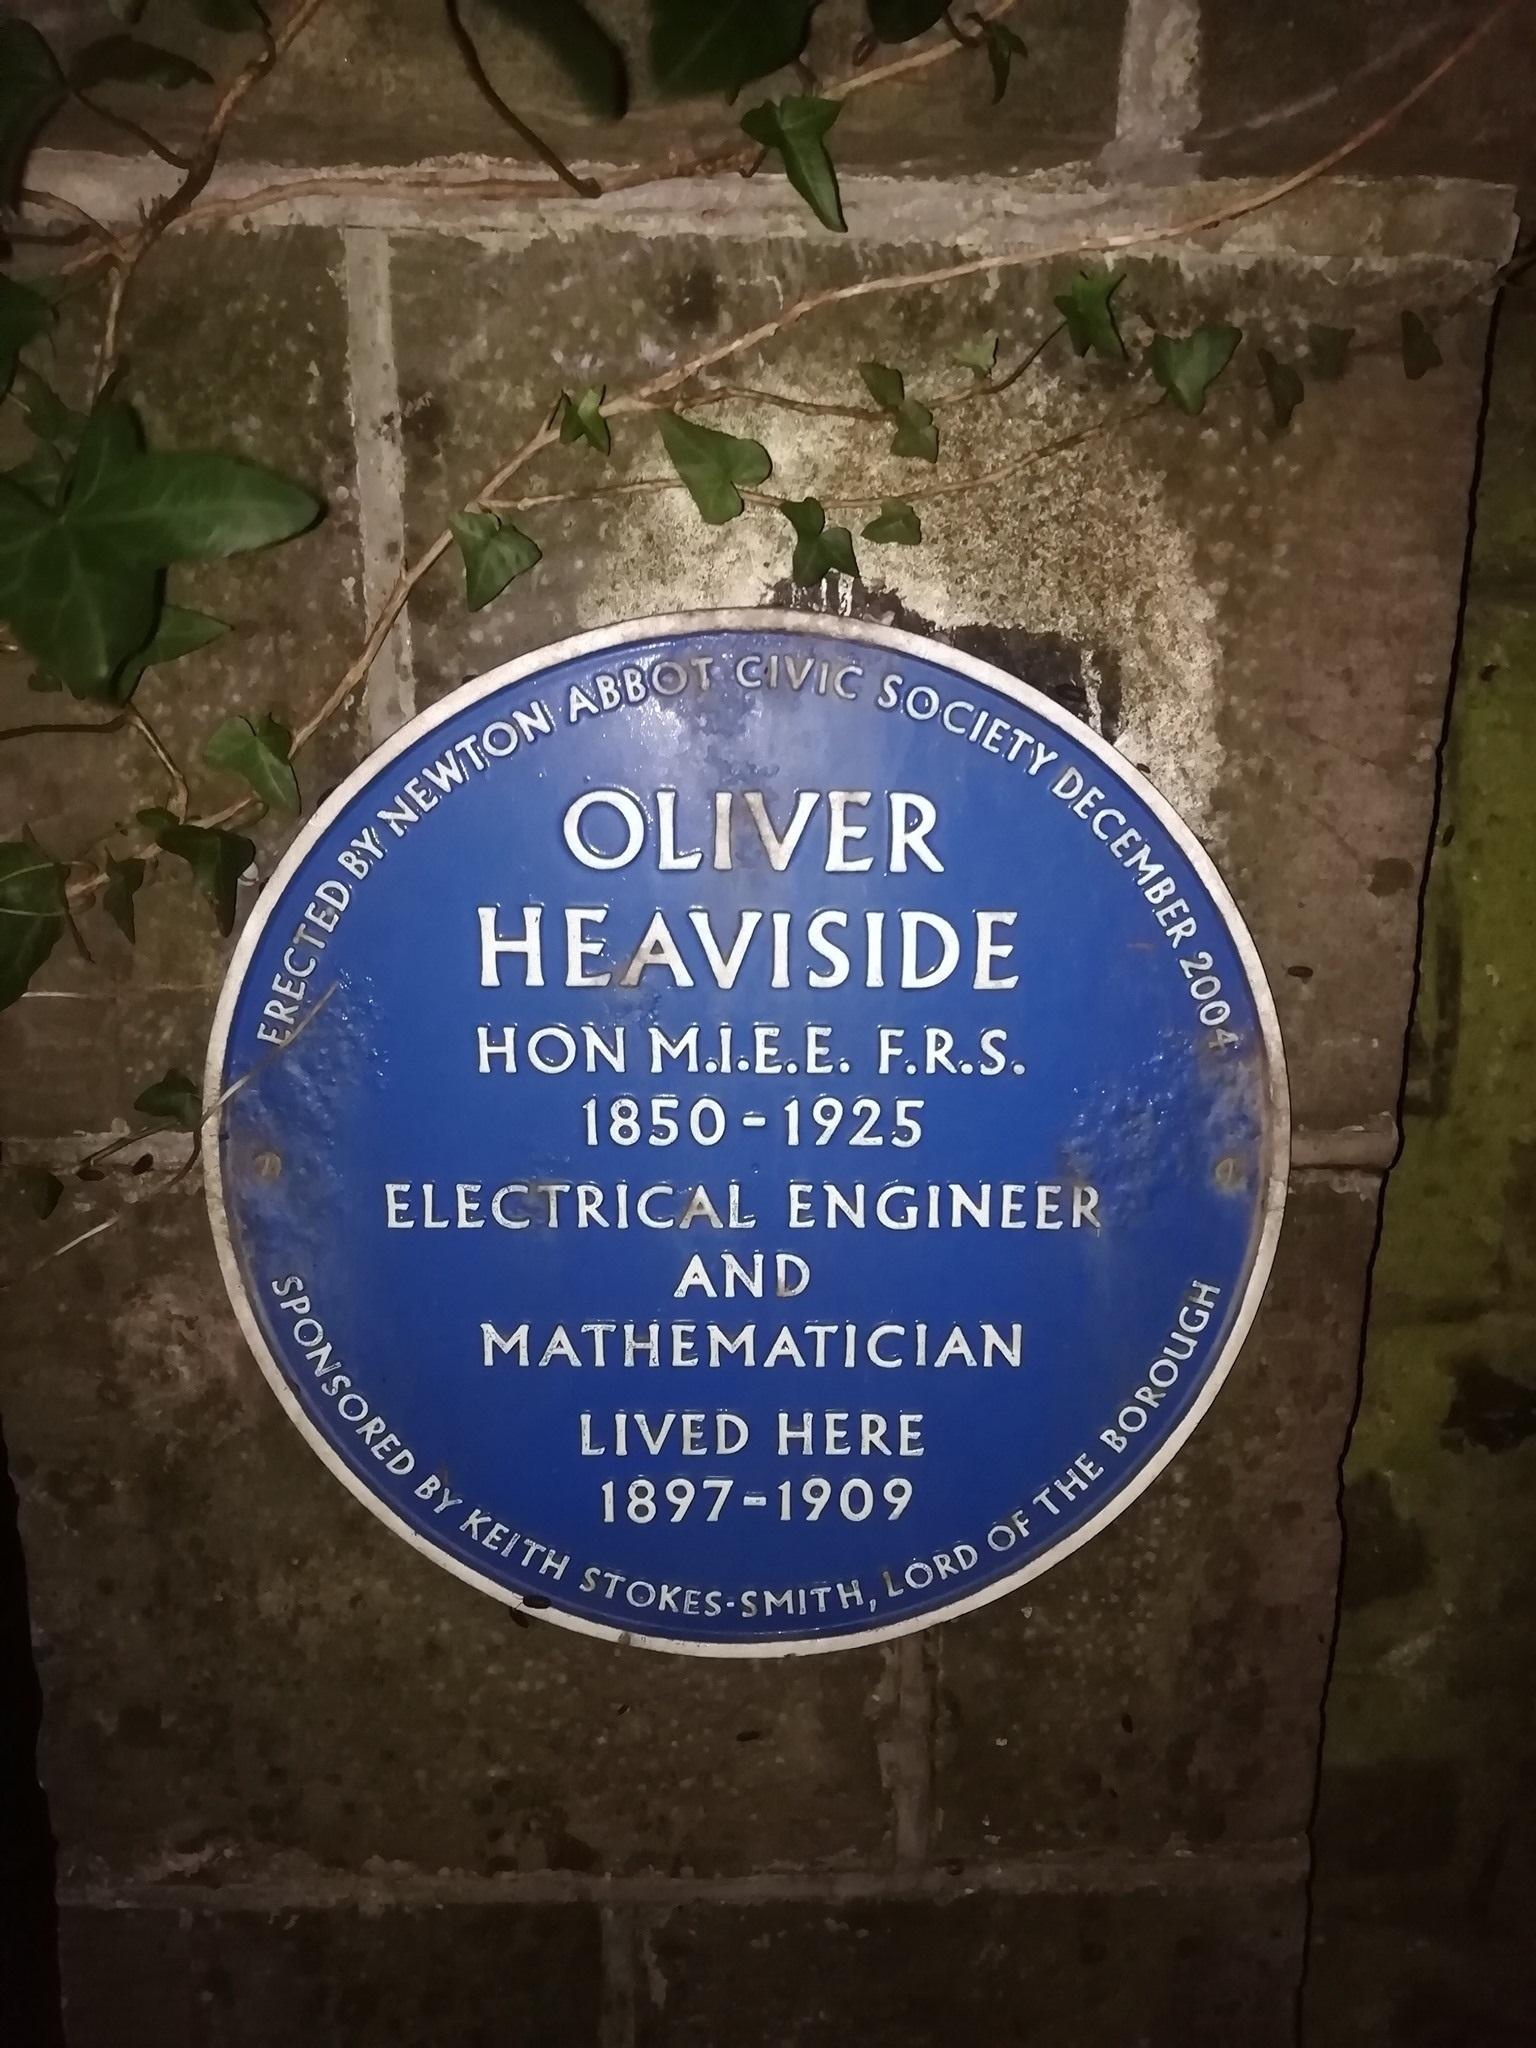 ERECTED BY NEWTON ABBOT CIVIC SOCIETY DECEMBER 2004
OLIVER
HEAVISIDE
HON M.I.E.E. F.R.S.
1850-1925
ELECTRICAL ENGINEER
AND
MATHEMATICIAN
LIVED HERE
1897-1909
SPONSORED BY KEITH STOKES-SMITH, LORD OF THE BOROUGH